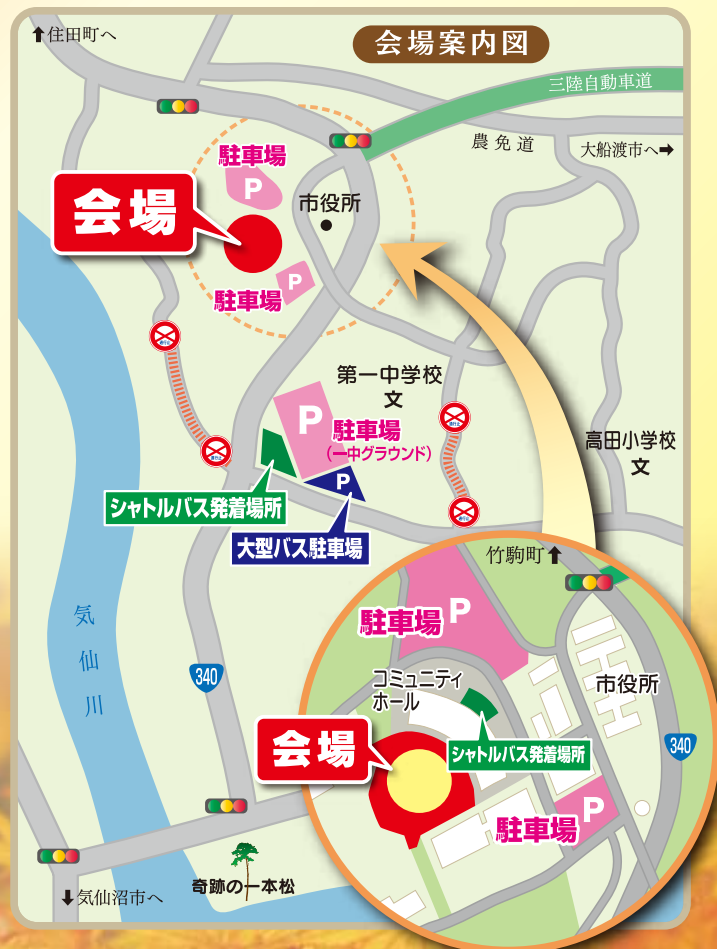 ↑住田町へ
会場案内図
三陸自動車道
農免道
大船渡市へ➡
駐車場
P
会場
市役所
P
駐車場
第一中学校
文
P
駐車場
(一中グラウンド)
高田小学校
文
P
シャトルバス発着場所
大型バス駐車場
竹駒町↑
気仙川
P
駐車場
コミュニティ
ホール
市役所
340
会場
シャトルバス発着場所
340
P
駐車場
奇跡の一本松
↓気仙沼市へ